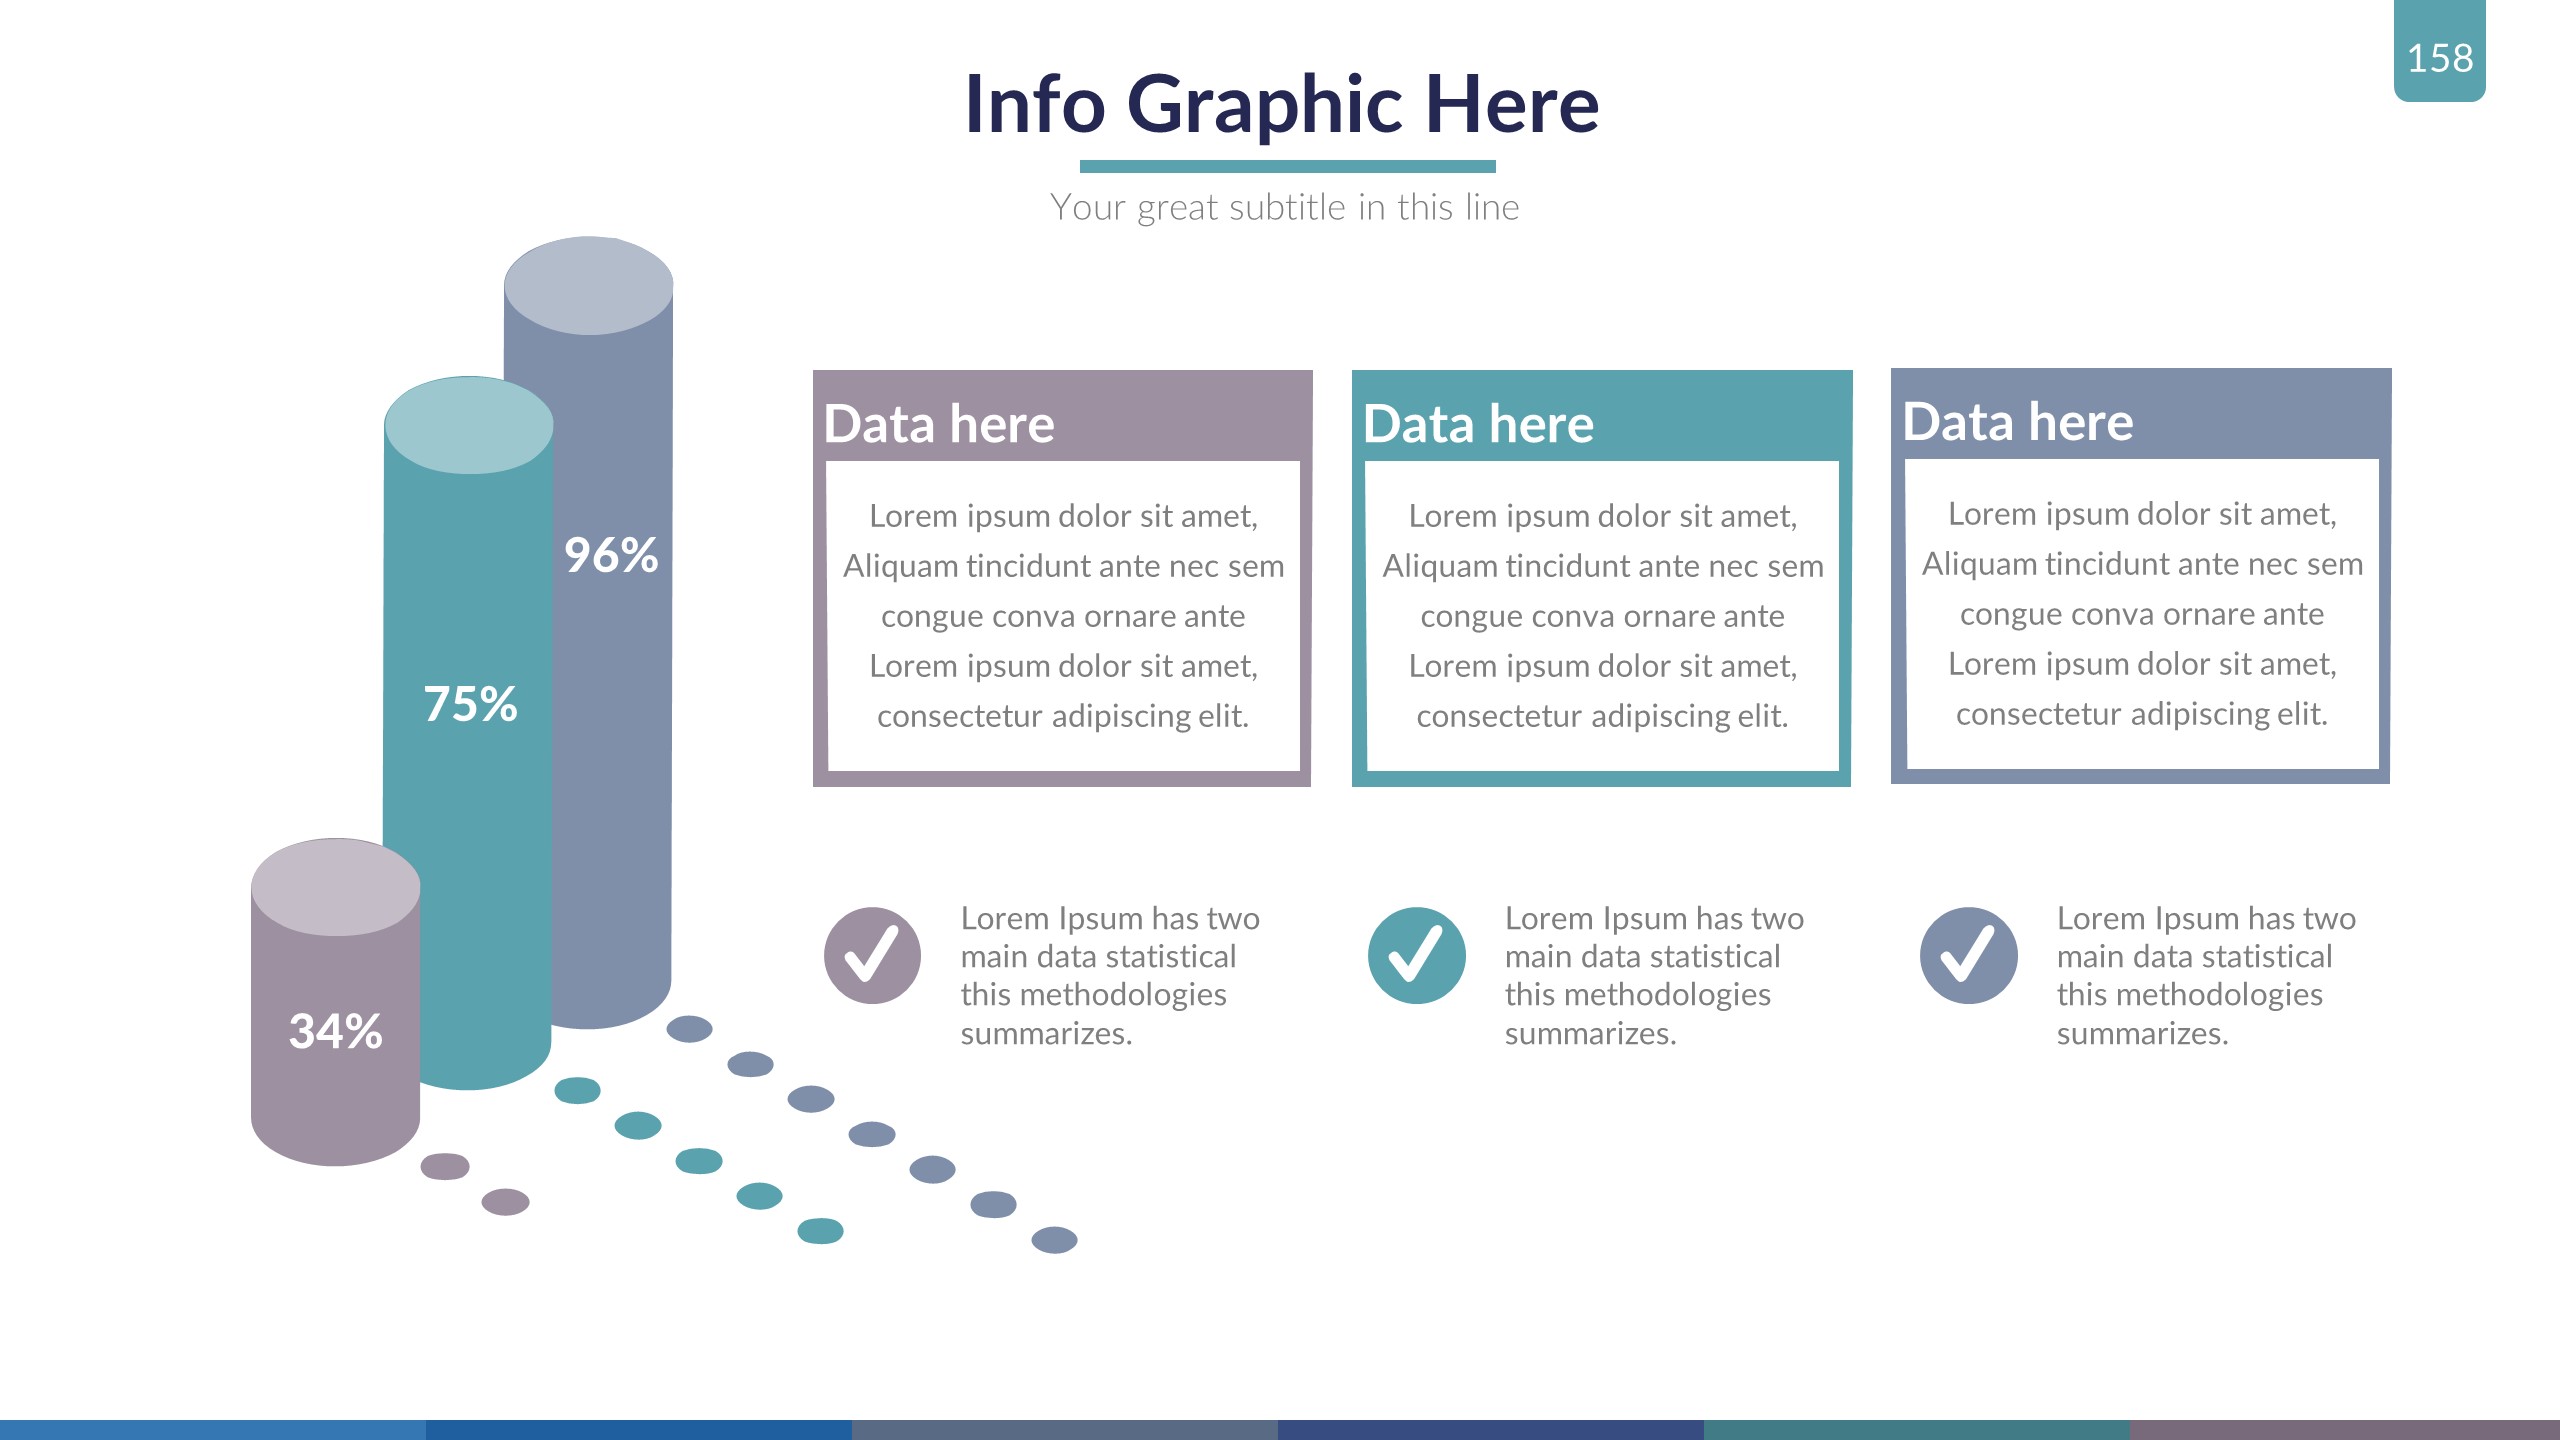 158
Info Graphic Here
Your great subtitle in this line
96%
75%
34%
Data here
Lorem ipsum dolor sit amet,
Aliquam tincidunt ante nec sem
congue conva ornare ante
Lorem ipsum dolor sit amet,
consectetur adipiscing elit.
Data here
Lorem ipsum dolor sit amet,
Aliquam tincidunt ante nec sem
congue conva ornare ante
Lorem ipsum dolor sit amet,
consectetur adipiscing elit.
Data here
Lorem ipsum dolor sit amet,
Aliquam tincidunt ante nec sem
congue conva ornare ante
Lorem ipsum dolor sit amet,
consectetur adipiscing elit.
Lorem Ipsum has two
main data statistical
this methodologies
summarizes.
Lorem Ipsum has two
main data statistical
this methodologies
summarizes.
Lorem Ipsum has two
main data statistical
this methodologies
summarizes.